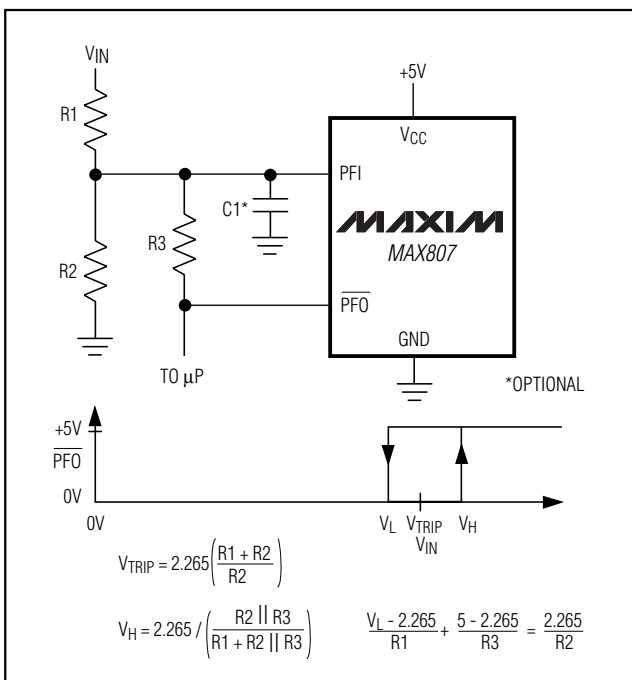 VIN
+5V
R1
VCC
PFI
C1*
MAXIM
R3
MAX807
R2
PFO
GND
TO µP
*OPTIONAL
+5V
PFO
0V
0V
VL
VTRIP
VH
VIN
VTRIP = 2.265(R1 + R2 / R2)
VH = 2.265 / (R2 || R3 / R1 + R2 || R3)
VL - 2.265 / R1 + 5 - 2.265 / R3 = 2.265 / R2